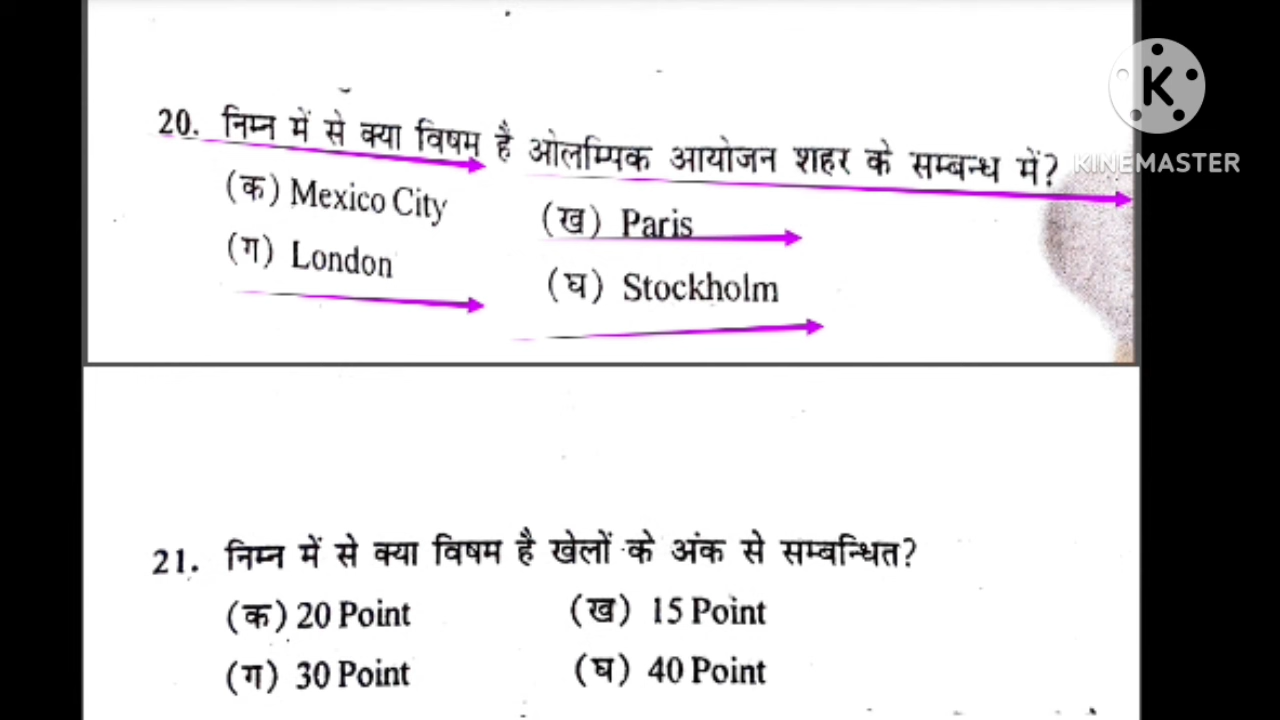 20. निम्न में से क्या विषम है ओलम्पिक आयोजन शहर के सम्बन्ध में?
(क) Mexico City (ख) Paris
(ग) London (घ) Stockholm
K
KINEMASTER
21. निम्न में से क्या विषम है खेलों के अंक से सम्बन्धित?
(क) 20 Point (ख) 15 Point
(ग) 30 Point (घ) 40 Point